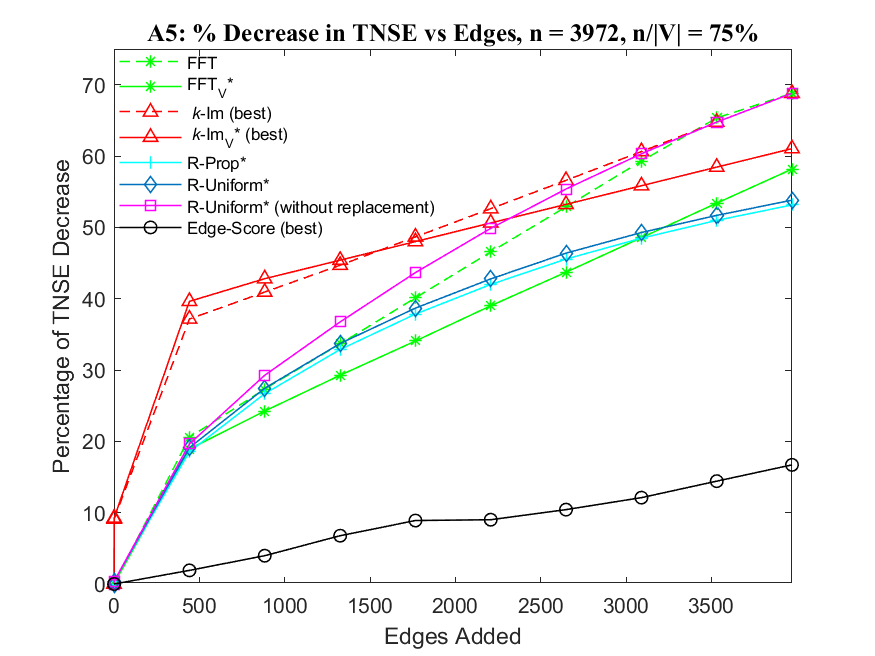 A5: % Decrease in TNSE vs Edges, n = 3972, n/|V| = 75%
FFT
FFT_V*
k-Im (best)
k-Im_V* (best)
R-Prop*
R-Uniform*
R-Uniform* (without replacement)
Edge-Score (best)
Percentage of TNSE Decrease
70
60
50
40
30
20
10
0
0 500 1000 1500 2000 2500 3000 3500
Edges Added